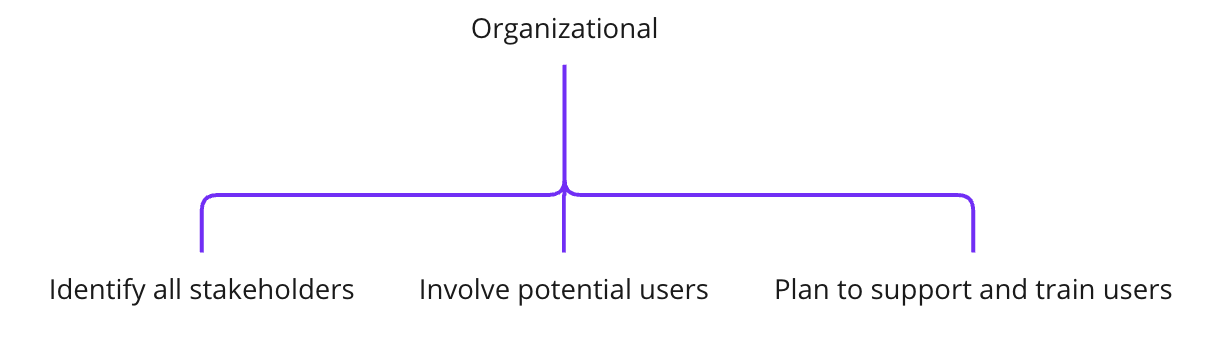 Organizational
Identify all stakeholders
Involve potential users
Plan to support and train users